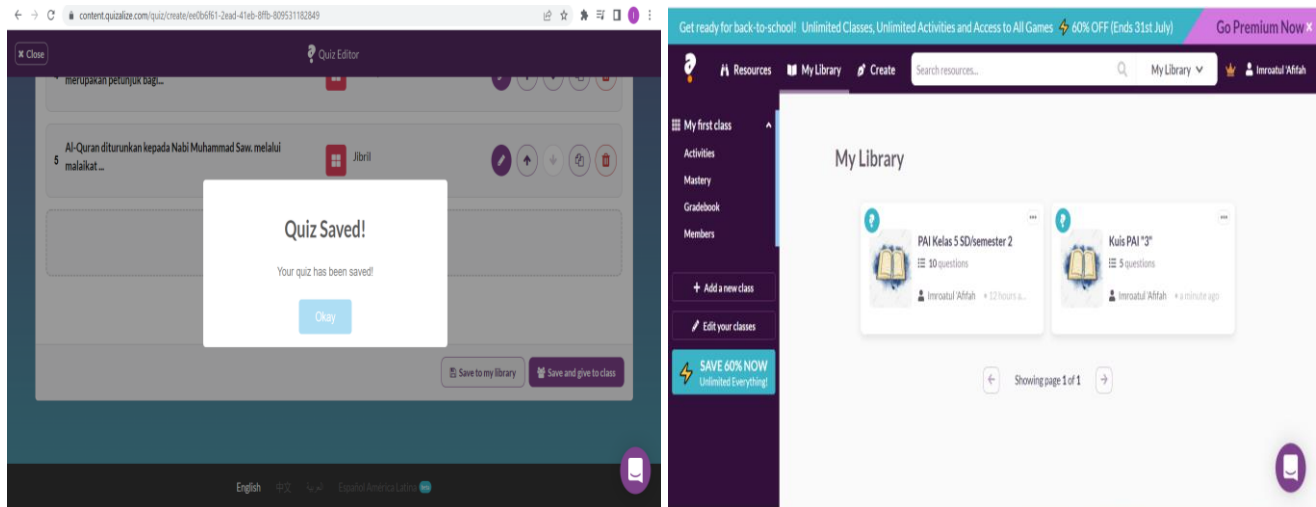 content.quizalize.com/quiz/create/ee0b6f61-2ead-41eb-8ffb-809531182849
x Close
Quiz Editor
merupakan petunjuk bagi...
5 Al-Quran diturunkan kepada Nabi Muhammad Saw. melalui
malaikat ...
Jibril
Quiz Saved!
Your quiz has been saved!
Okay
Save to my library
Save and give to class
English 中文 العربية Español América Latina
Get ready for back-to-school! Unlimited Classes, Unlimited Activities and Access to All Games ⚡ 60% OFF (Ends 31st July)
Go Premium Now x
Resources My Library Create Search resources... My Library Imroatul 'Afifah
My first class
Activities
Mastery
Gradebook
Members
+ Add a new class
Edit your classes
SAVE 60% NOW
Unlimited Everything!
My Library
PAI Kelas 5 SD/semester 2
10 questions
Imroatul 'Afifah • 12 hours a...
Kuis PAI "3"
5 questions
Imroatul 'Afifah • a minute ago
Showing page 1 of 1